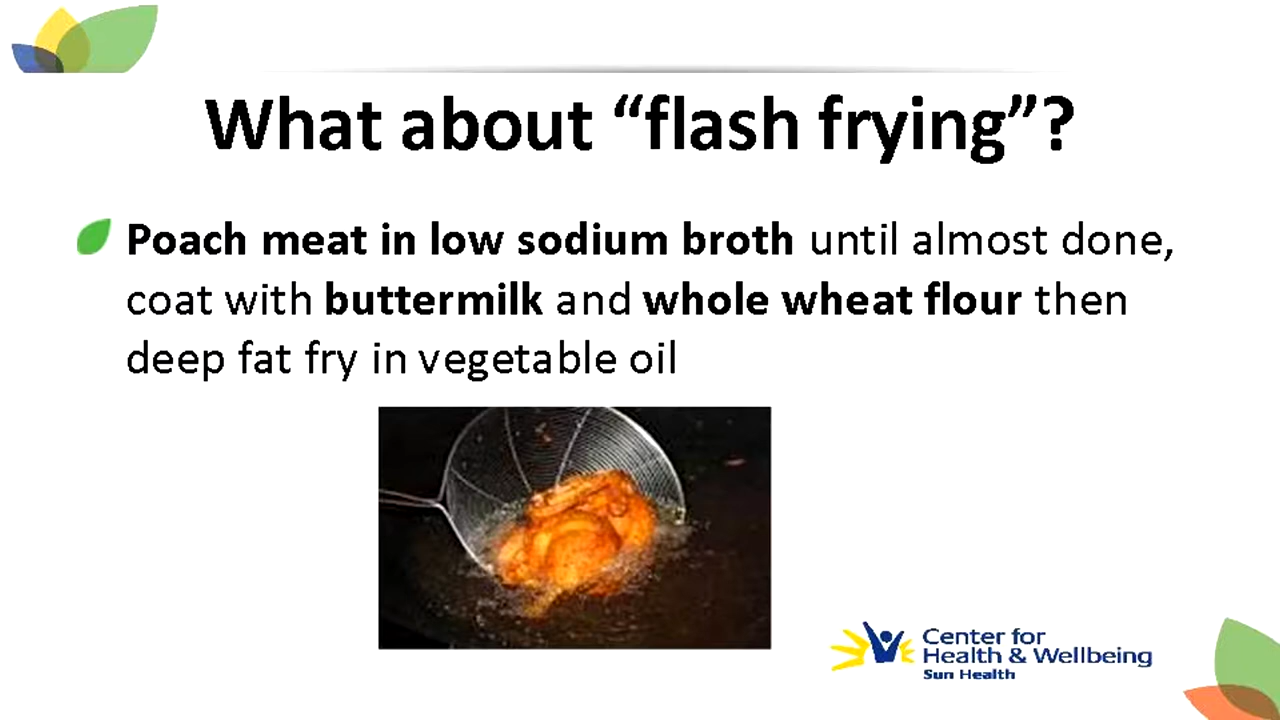 What about “flash frying”?
Poach meat in low sodium broth until almost done,
coat with buttermilk and whole wheat flour then
deep fat fry in vegetable oil
Center for
Health & Wellbeing
Sun Health